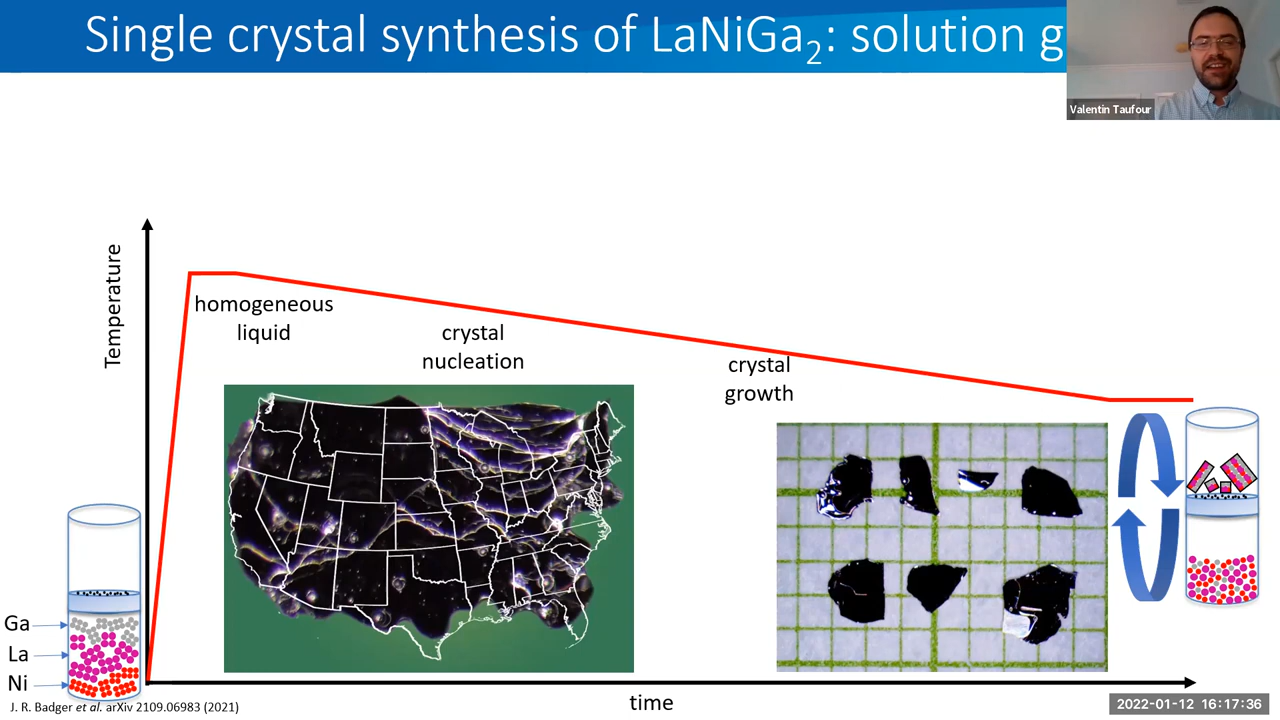 Single crystal synthesis of LaNiGa₂: solution g
Valentin Taufour
Temperature
homogeneous
liquid
crystal
nucleation
crystal
growth
Ga
La
Ni
time
J. R. Badger et al. arXiv 2109.06983 (2021)
2022-01-12 16:17:36